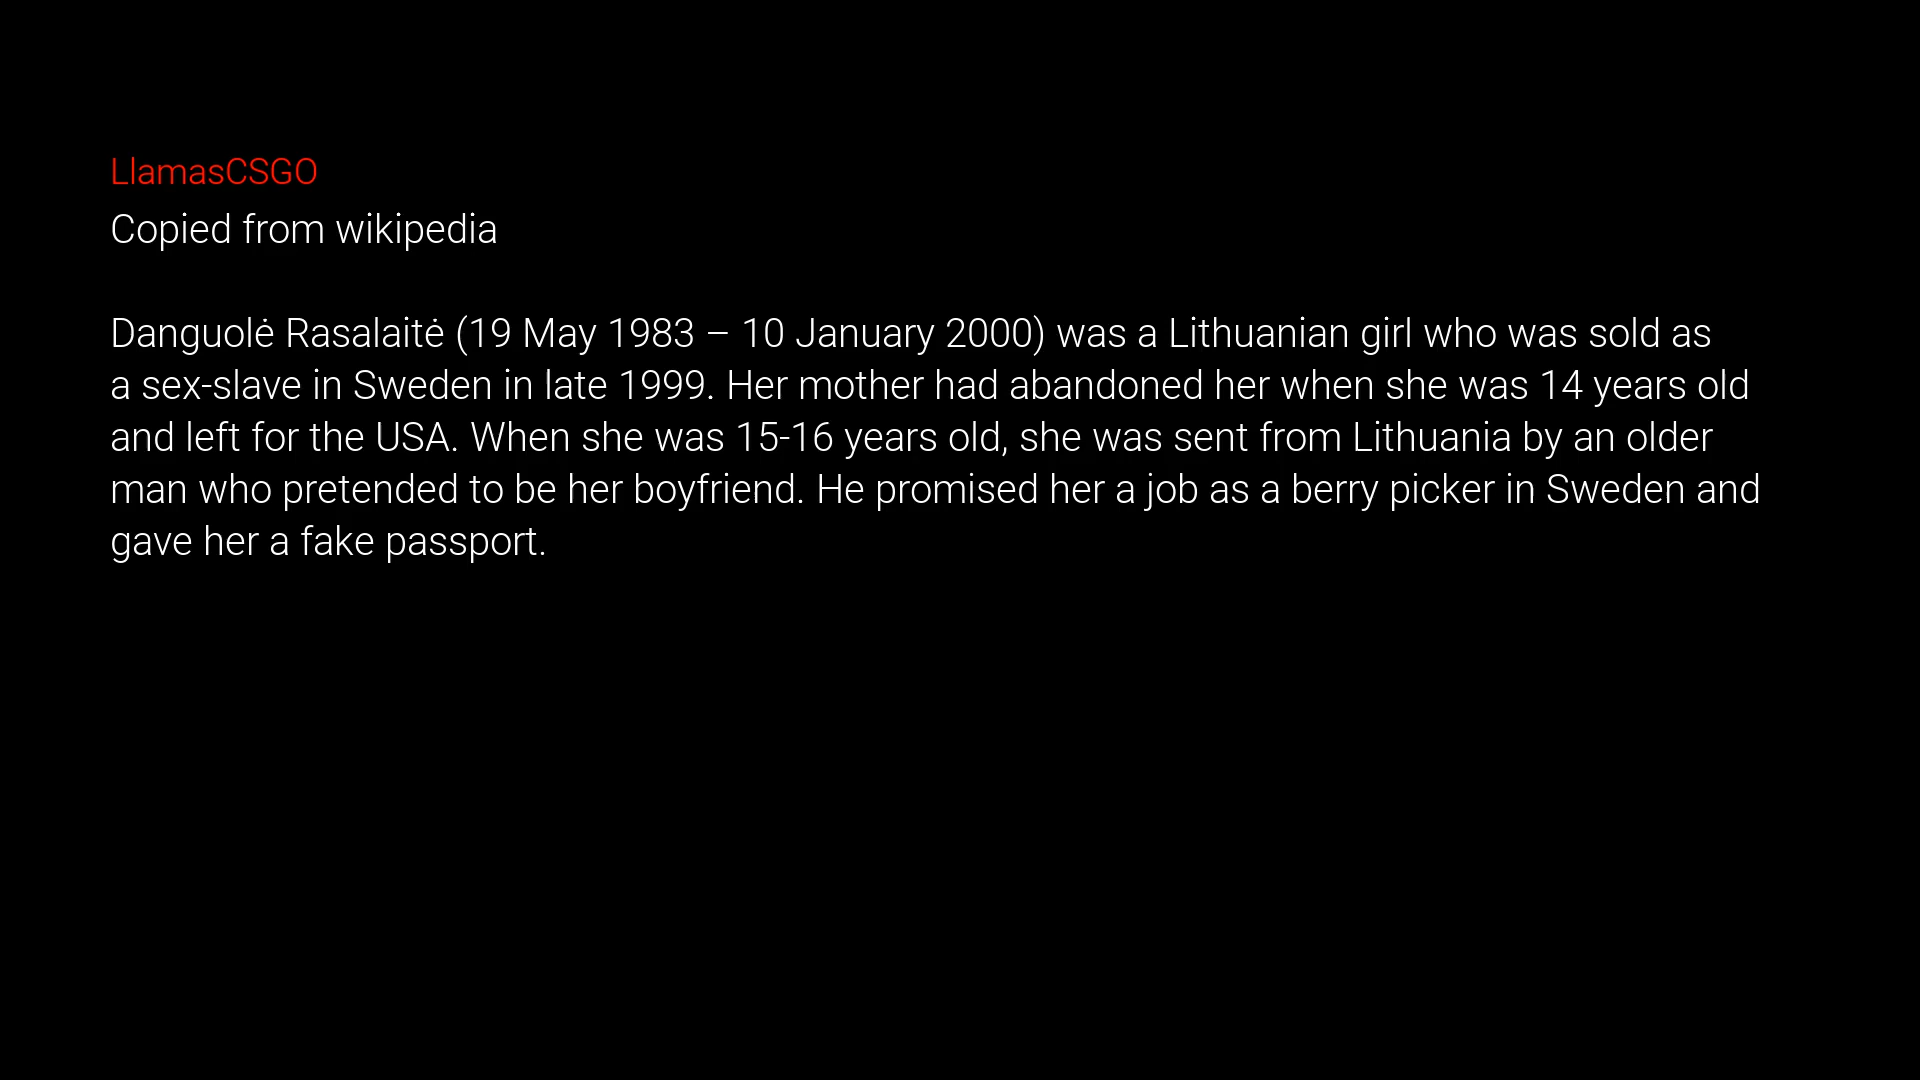 LlamasCSGO
Copied from wikipedia
Danguolė Rasalaitė (19 May 1983 – 10 January 2000) was a Lithuanian girl who was sold as
a sex-slave in Sweden in late 1999. Her mother had abandoned her when she was 14 years old
and left for the USA. When she was 15-16 years old, she was sent from Lithuania by an older
man who pretended to be her boyfriend. He promised her a job as a berry picker in Sweden and
gave her a fake passport.